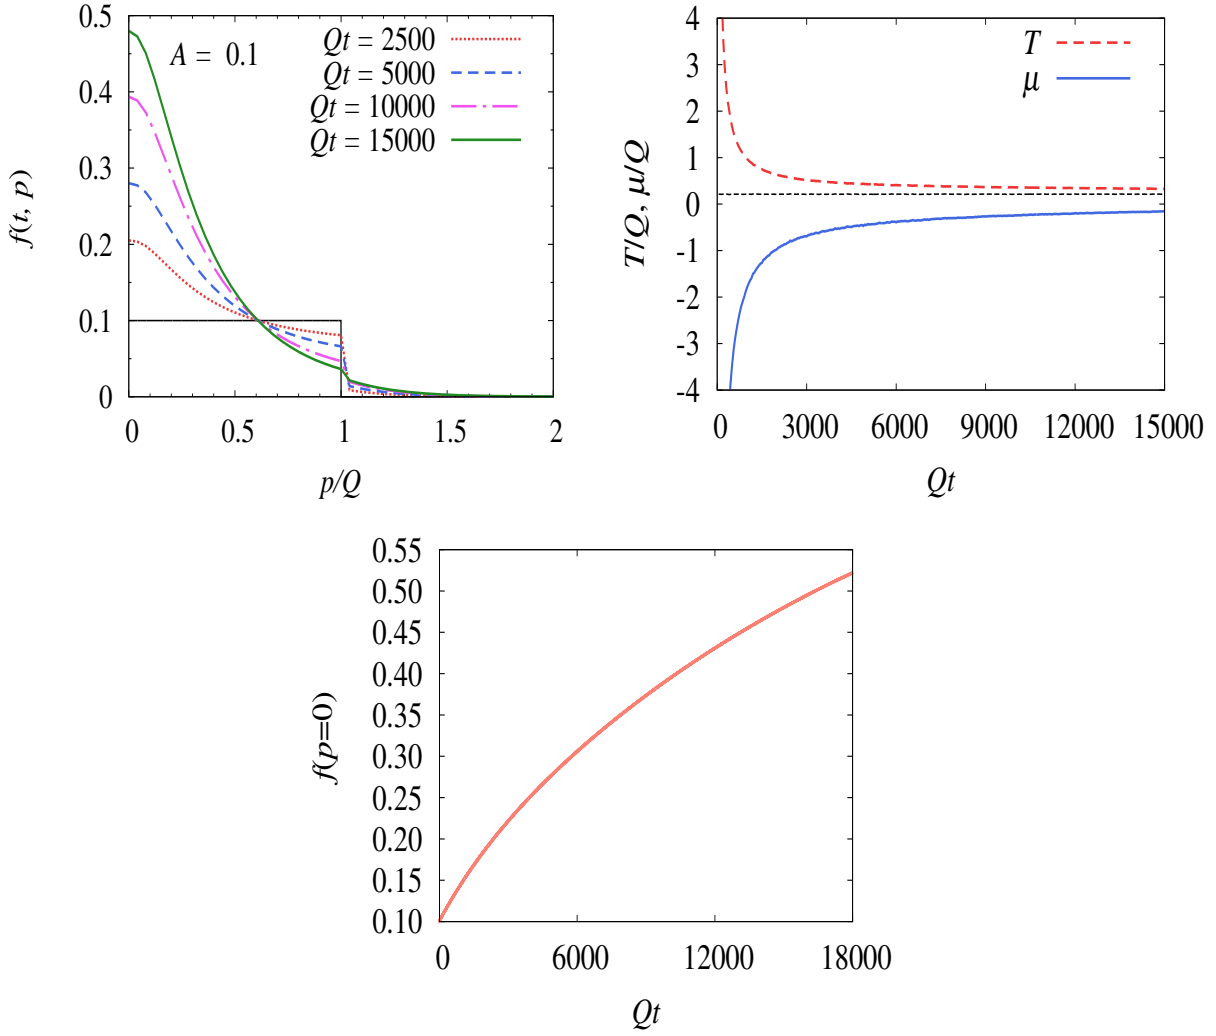 0.5
0.4
0.3
0.2
0.1
0
f(t, p)
A = 0.1
Qt = 2500
Qt = 5000
Qt = 10000
Qt = 15000
0 0.5 1 1.5 2
p/Q
4
3
2
1
0
-1
-2
-3
-4
T/Q, μ/Q
T
μ
0 3000 6000 9000 12000 15000
Qt
0.55
0.50
0.45
0.40
0.35
0.30
0.25
0.20
0.15
0.10
f(p=0)
0 6000 12000 18000
Qt